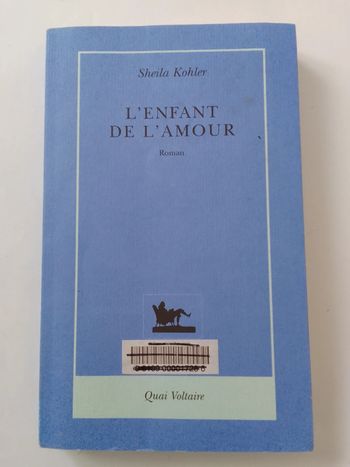 Sheila Kohler
L'ENFANT
DE L'AMOUR
Roman
Quai Voltaire